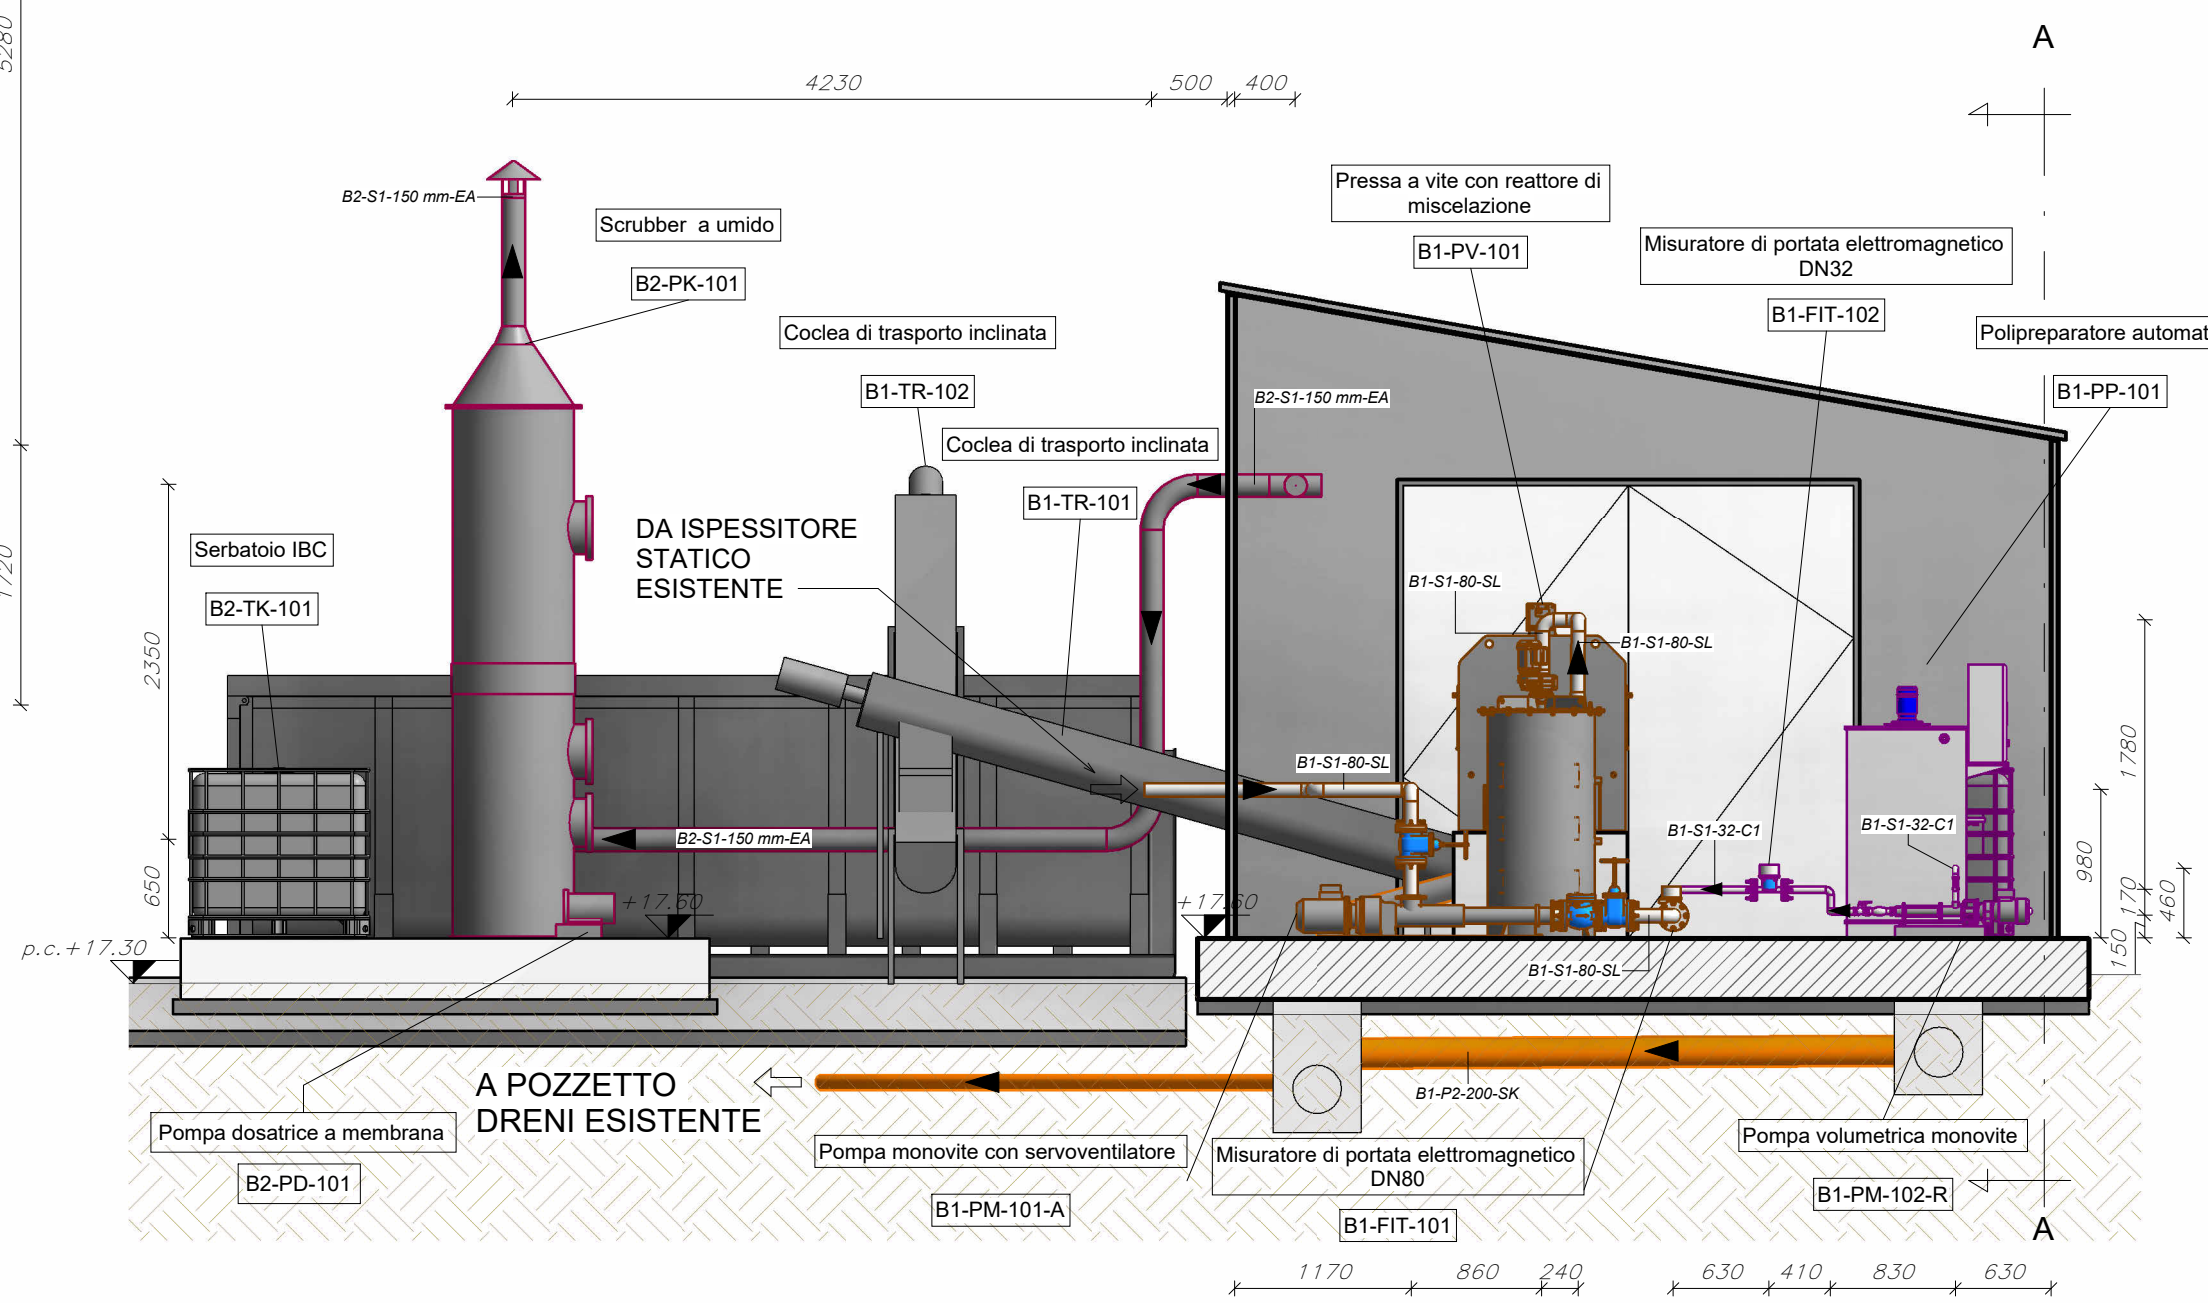 A
5280
4230
500
400
B2-S1-150 mm-EA
Scrubber a umido
B2-PK-101
Pressa a vite con reattore di
miscelazione
B1-PV-101
Misuratore di portata elettromagnetico
DN32
B1-FIT-102
Polipreparatore automat
B1-PP-101
Coclea di trasporto inclinata
B1-TR-102
Coclea di trasporto inclinata
B1-TR-101
B2-S1-150 mm-EA
DA ISPESSITORE
STATICO
ESISTENTE
Serbatoio IBC
B2-TK-101
1720
2350
650
B1-S1-80-SL
B1-S1-80-SL
B1-S1-80-SL
B1-S1-32-C1
B1-S1-32-C1
B2-S1-150 mm-EA
1780
980
170
460
150
+17.60
+17.60
p.c.+17.30
B1-S1-80-SL
A POZZETTO
DRENI ESISTENTE
B1-P2-200-SK
Pompa dosatrice a membrana
B2-PD-101
Pompa monovite con servoventilatore
B1-PM-101-A
Misuratore di portata elettromagnetico
DN80
B1-FIT-101
Pompa volumetrica monovite
B1-PM-102-R
A
1170
860
240
630
410
830
630